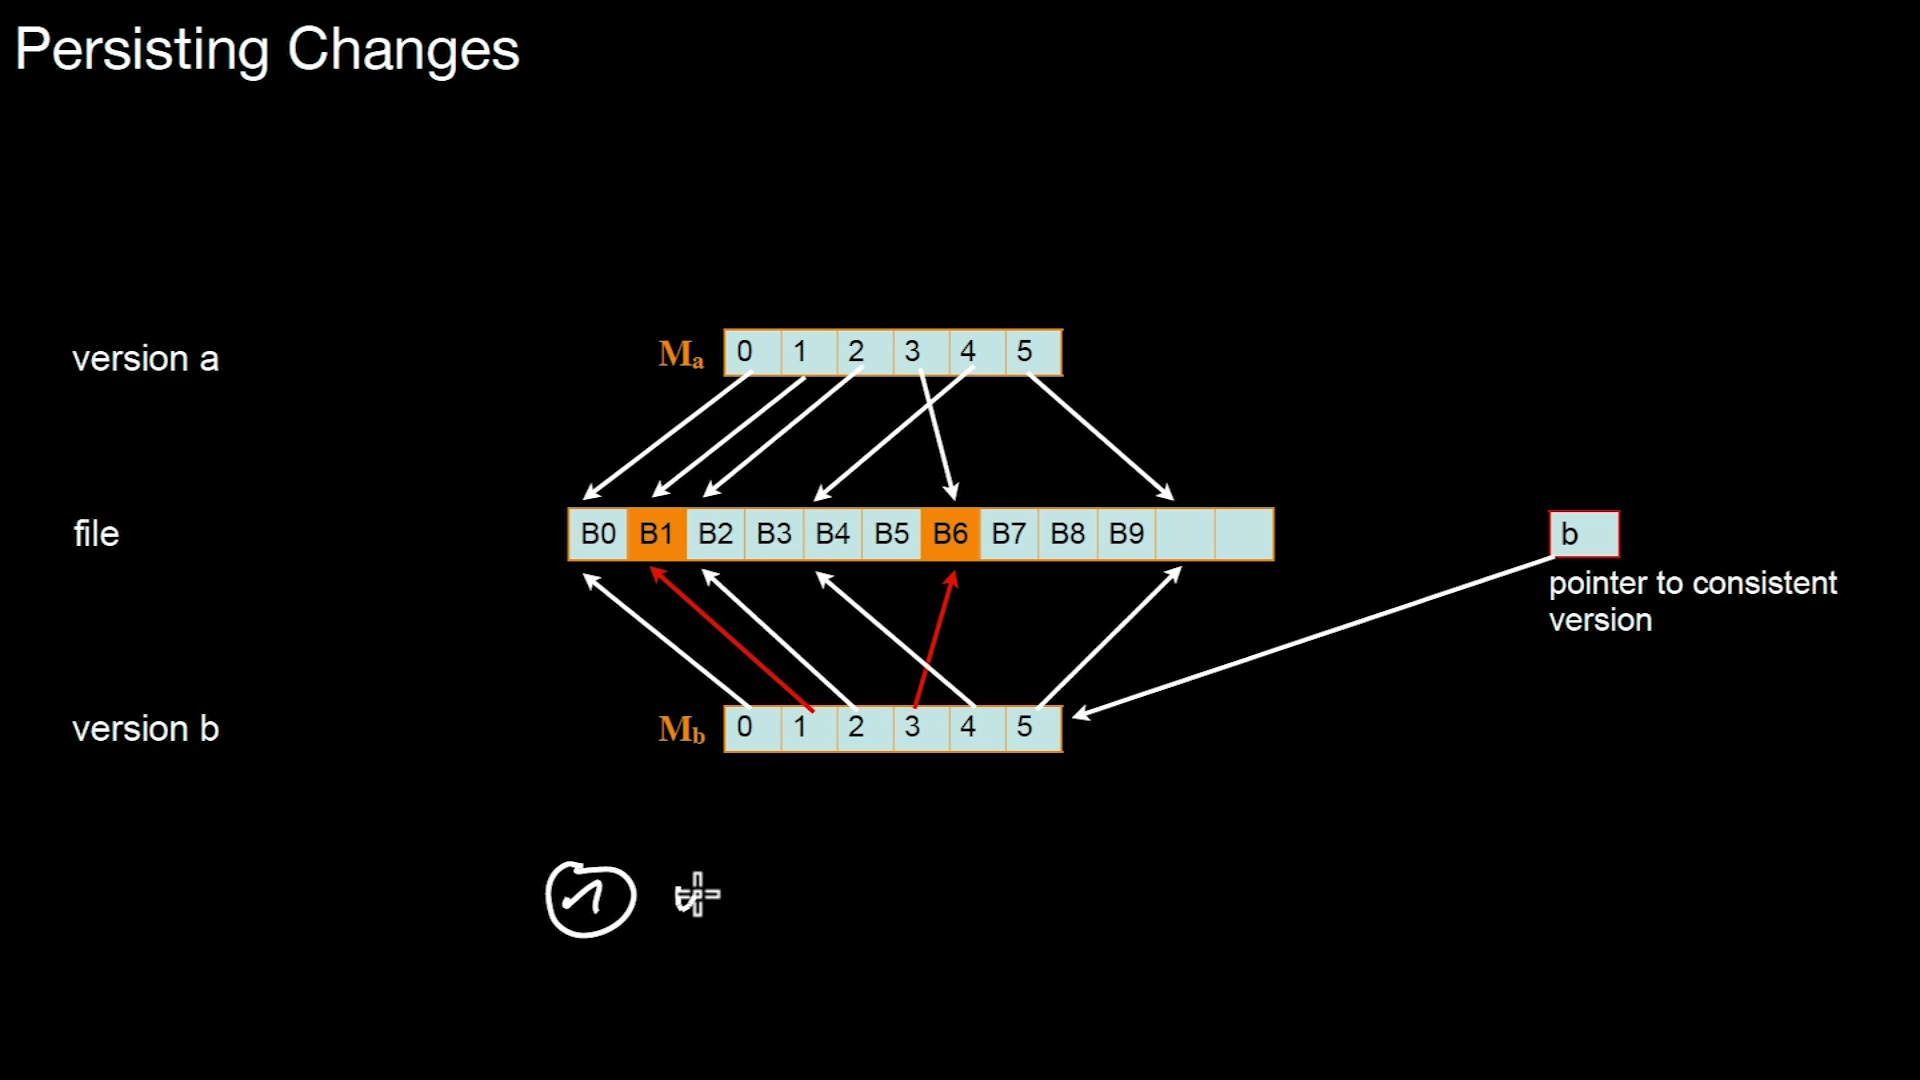 Persisting Changes
version a
Ma 0 1 2 3 4 5
file
B0 B1 B2 B3 B4 B5 B6 B7 B8 B9
b
pointer to consistent
version
version b
Mb 0 1 2 3 4 5
1